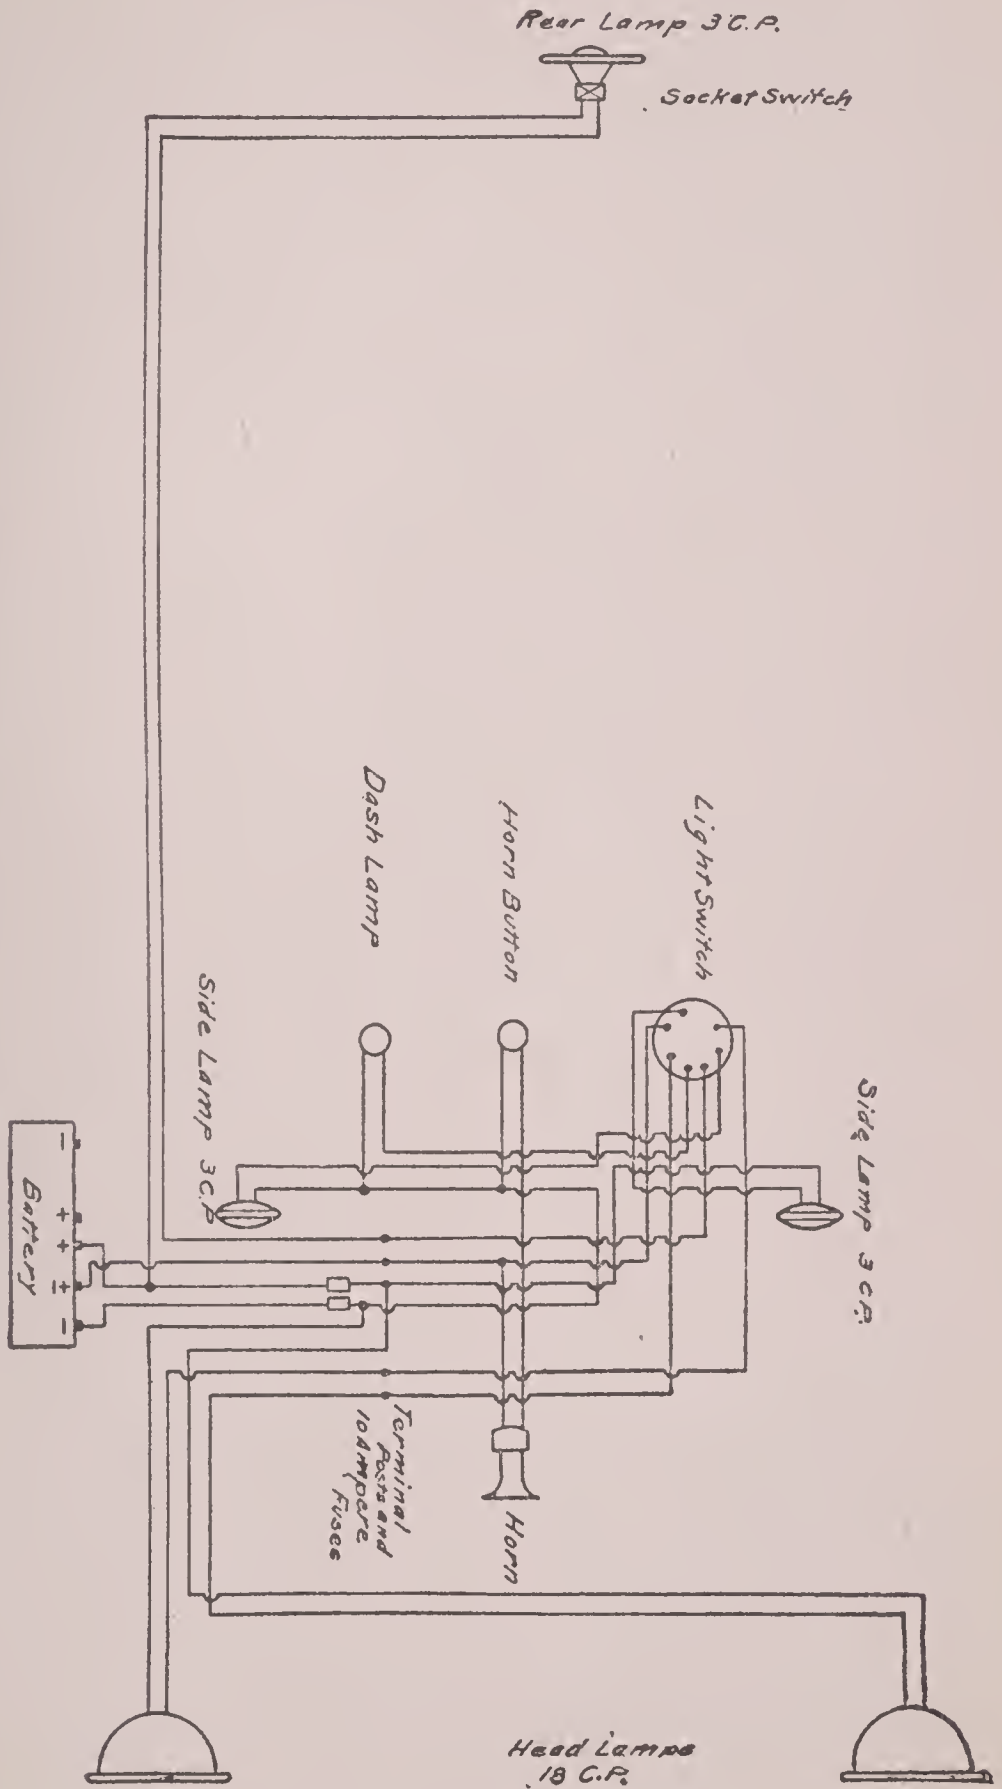 Rear Lamp 3 C.P.
Socket Switch
Dash Lamp
Horn Button
Light Switch
Side Lamp 3 C.P
Side Lamp 3 C.P.
Battery
− + + ± −
Terminal
Posts and
10 Ampere
Fuses
Horn
Head Lamps
18 C.P.